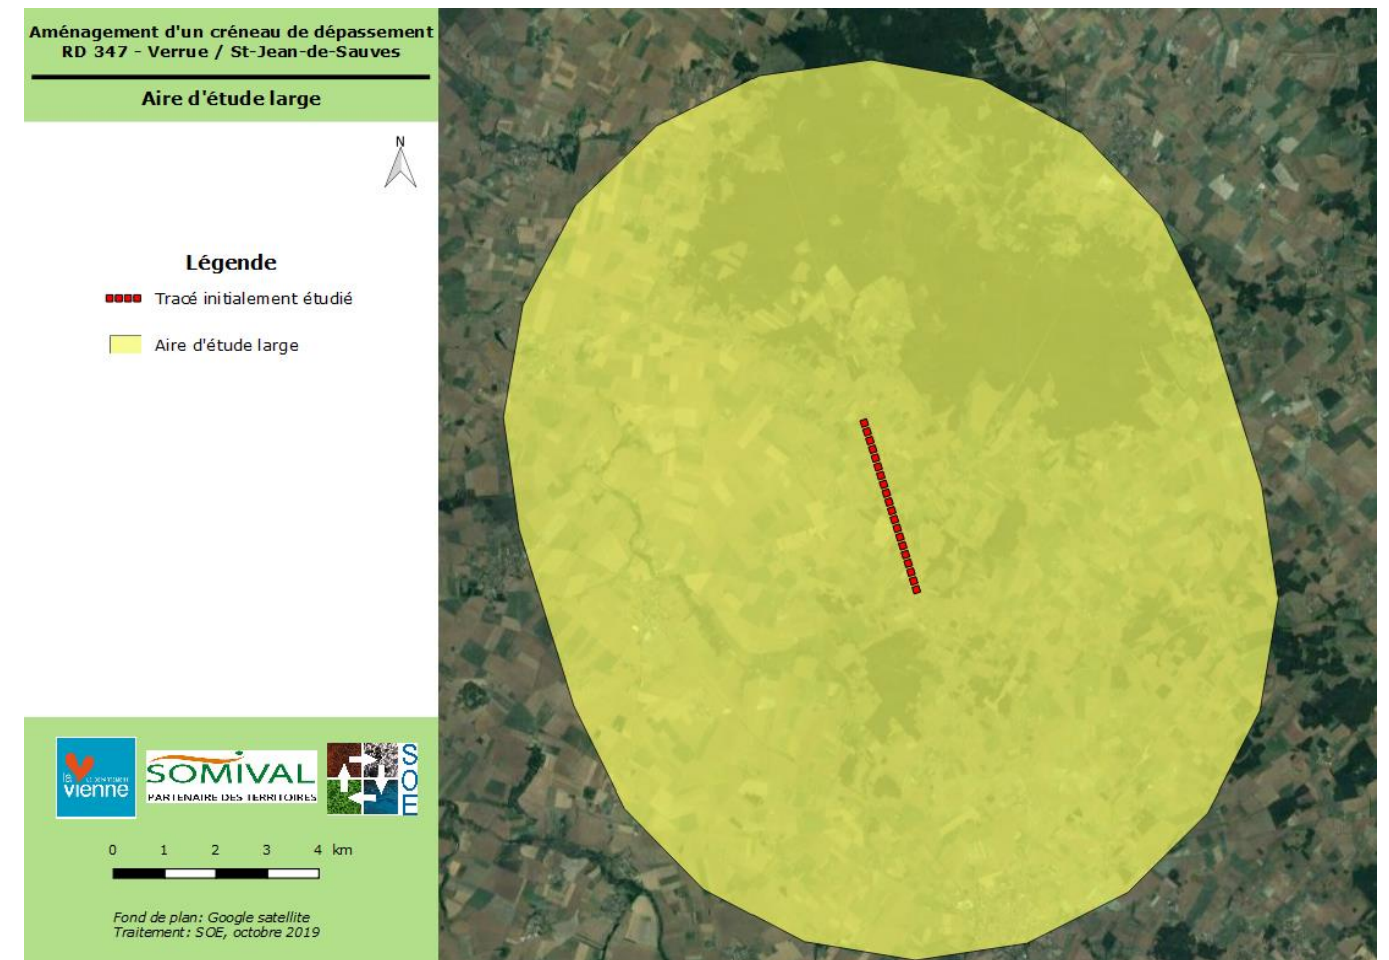 Aménagement d'un créneau de dépassement
RD 347 - Verrue / St-Jean-de-Sauves
Aire d'étude large
N
Légende
Tracé initialement étudié
Aire d'étude large
la
vienne
SOMIVAL
PARTENAIRE DES TERRITOIRES
SOE
0 1 2 3 4 km
Fond de plan: Google satellite
Traitement: SOE, octobre 2019